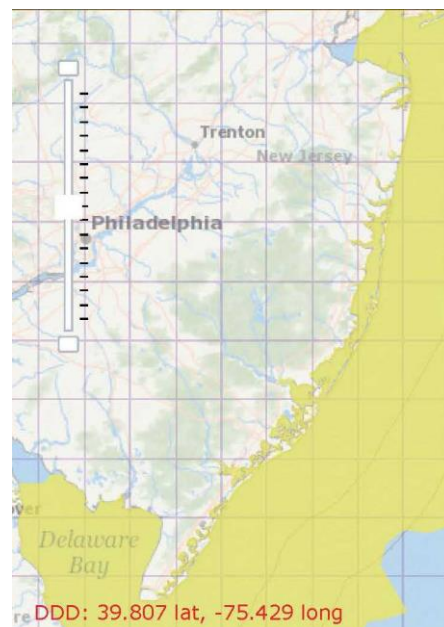 Trenton
New Jersey
Philadelphia
Delaware
Bay
DDD: 39.807 lat, -75.429 long